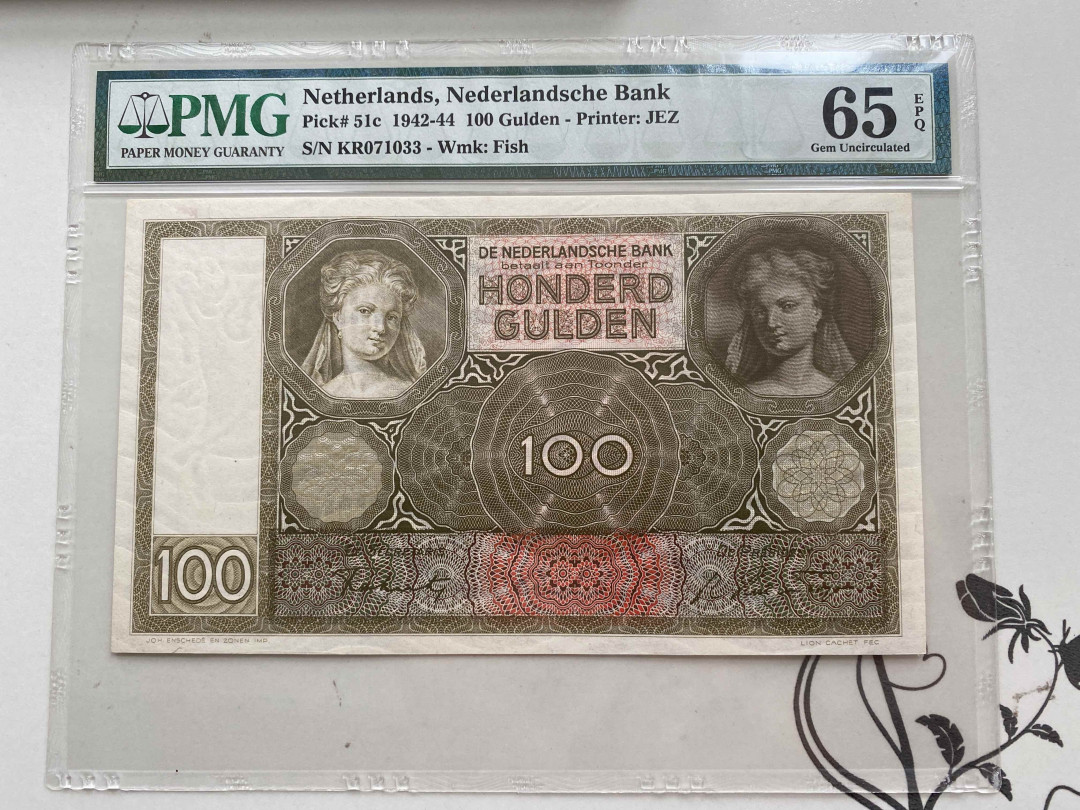 PMG
PAPER MONEY GUARANTY
Netherlands, Nederlandsche Bank
Pick# 51c 1942-44 100 Gulden - Printer: JEZ
S/N KR071033 - Wmk: Fish
65
EPQ
Gem Uncirculated
DE NEDERLANDSCHE BANK
betaalt aan Toonder
HONDERD
GULDEN
100
100
JOH. ENSCHEDÉ EN ZONEN IMP.
LION CACHET FEC